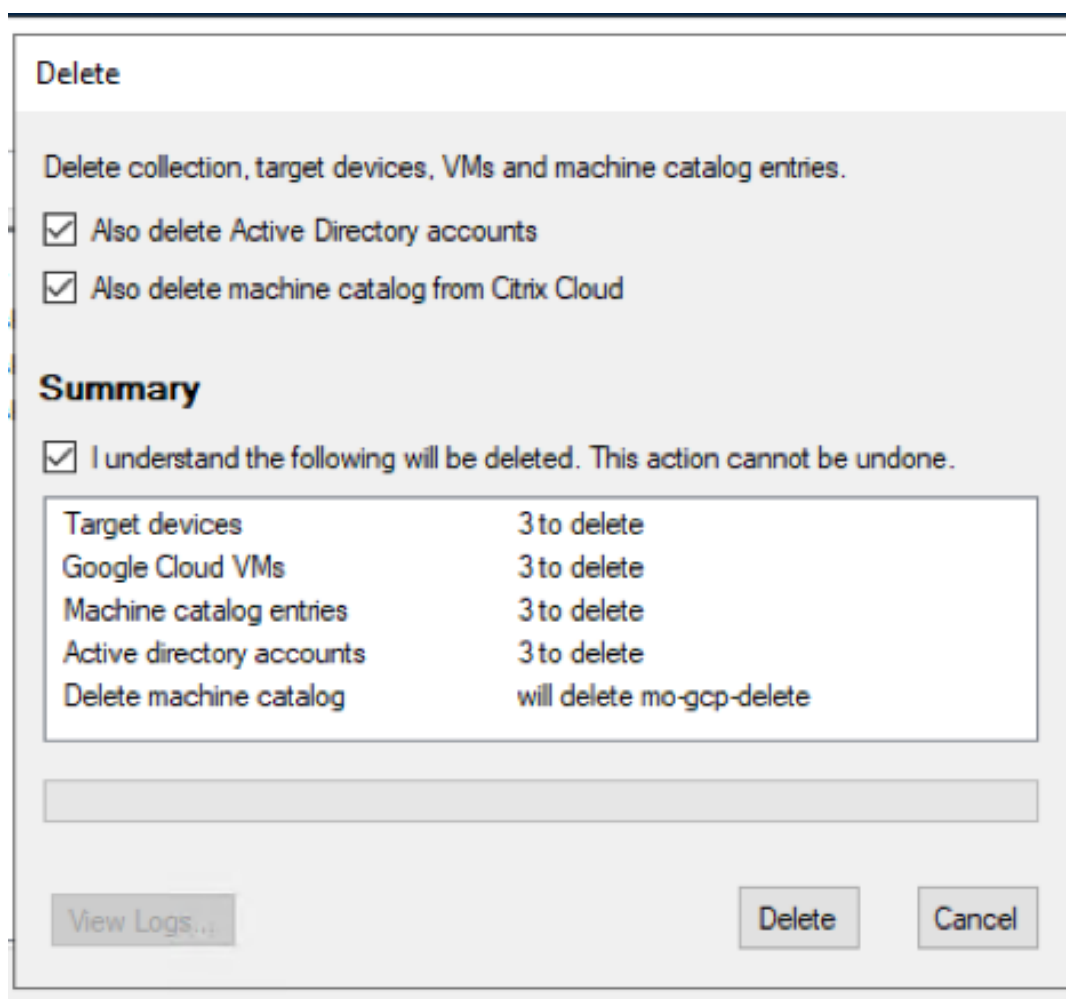 Delete
Delete collection, target devices, VMs and machine catalog entries.
Also delete Active Directory accounts
Also delete machine catalog from Citrix Cloud
Summary
I understand the following will be deleted. This action cannot be undone.
Target devices 3 to delete
Google Cloud VMs 3 to delete
Machine catalog entries 3 to delete
Active directory accounts 3 to delete
Delete machine catalog will delete mo-gcp-delete
View Logs... Delete Cancel